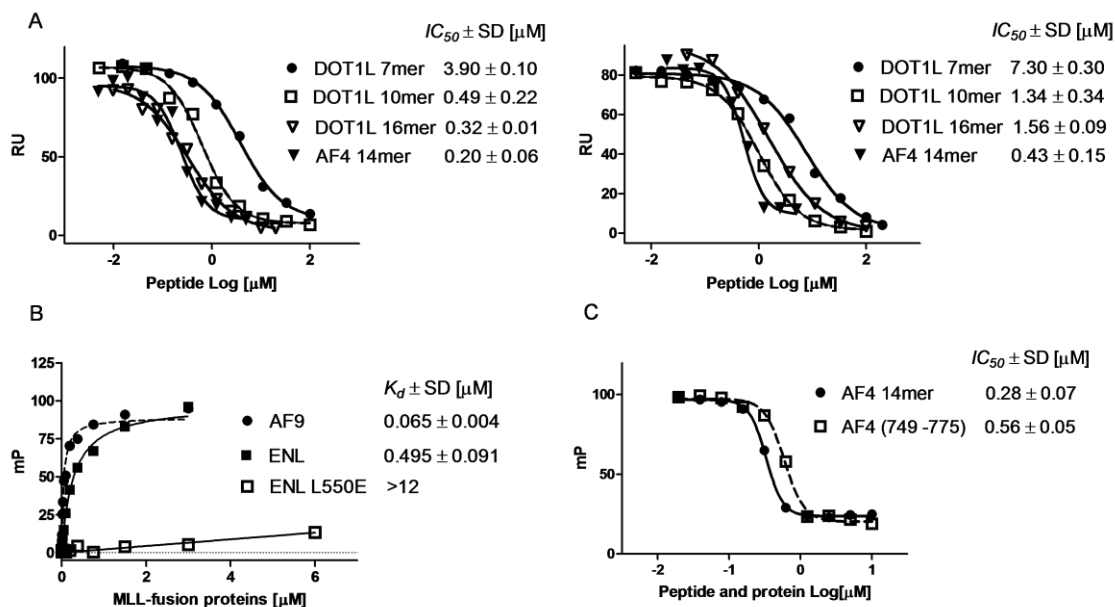 A
IC50 ± SD [µM]
DOT1L 7mer 3.90 ± 0.10
DOT1L 10mer 0.49 ± 0.22
DOT1L 16mer 0.32 ± 0.01
AF4 14mer 0.20 ± 0.06
100
50
0
RU
-2 0 2
Peptide Log [µM]
IC50 ± SD [µM]
DOT1L 7mer 7.30 ± 0.30
DOT1L 10mer 1.34 ± 0.34
DOT1L 16mer 1.56 ± 0.09
AF4 14mer 0.43 ± 0.15
80
60
40
20
0
RU
-2 0 2
Peptide Log [µM]
B
Kd ± SD [µM]
AF9 0.065 ± 0.004
ENL 0.495 ± 0.091
ENL L550E >12
125
100
75
50
25
0
mP
0 2 4 6
MLL-fusion proteins [µM]
C
IC50 ± SD [µM]
AF4 14mer 0.28 ± 0.07
AF4 (749 -775) 0.56 ± 0.05
100
50
0
mP
-2 -1 0 1
Peptide and protein Log[µM]